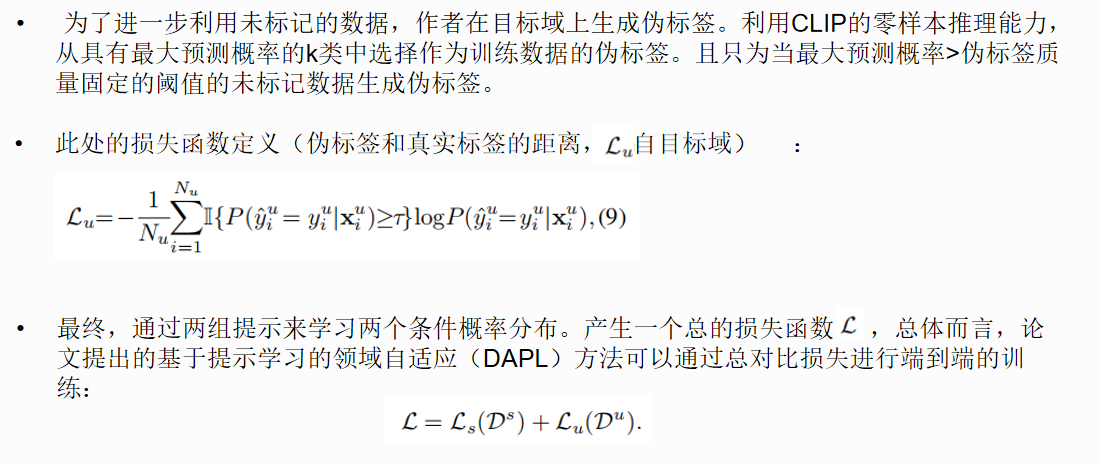 • 为了进一步利用未标记的数据，作者在目标域上生成伪标签。利用CLIP的零样本推理能力，
从具有最大预测概率的k类中选择作为训练数据的伪标签。且只为当最大预测概率>伪标签质
量固定的阈值的未标记数据生成伪标签。
• 此处的损失函数定义（伪标签和真实标签的距离，𝓛ᵤ自目标域） ：
$\mathcal{L}_u = -\frac{1}{N_u}\sum_{i=1}^{N_u}\mathbb{I}\{P(\hat{y}_i^u = y_i^u|\mathbf{x}_i^u) \geq \tau\}\log P(\hat{y}_i^u = y_i^u|\mathbf{x}_i^u), (9)$
• 最终，通过两组提示来学习两个条件概率分布。产生一个总的损失函数 𝓛 ，总体而言，论
文提出的基于提示学习的领域自适应（DAPL）方法可以通过总对比损失进行端到端的训
练：
$\mathcal{L} = \mathcal{L}_s(\mathcal{D}^s) + \mathcal{L}_u(\mathcal{D}^u).$